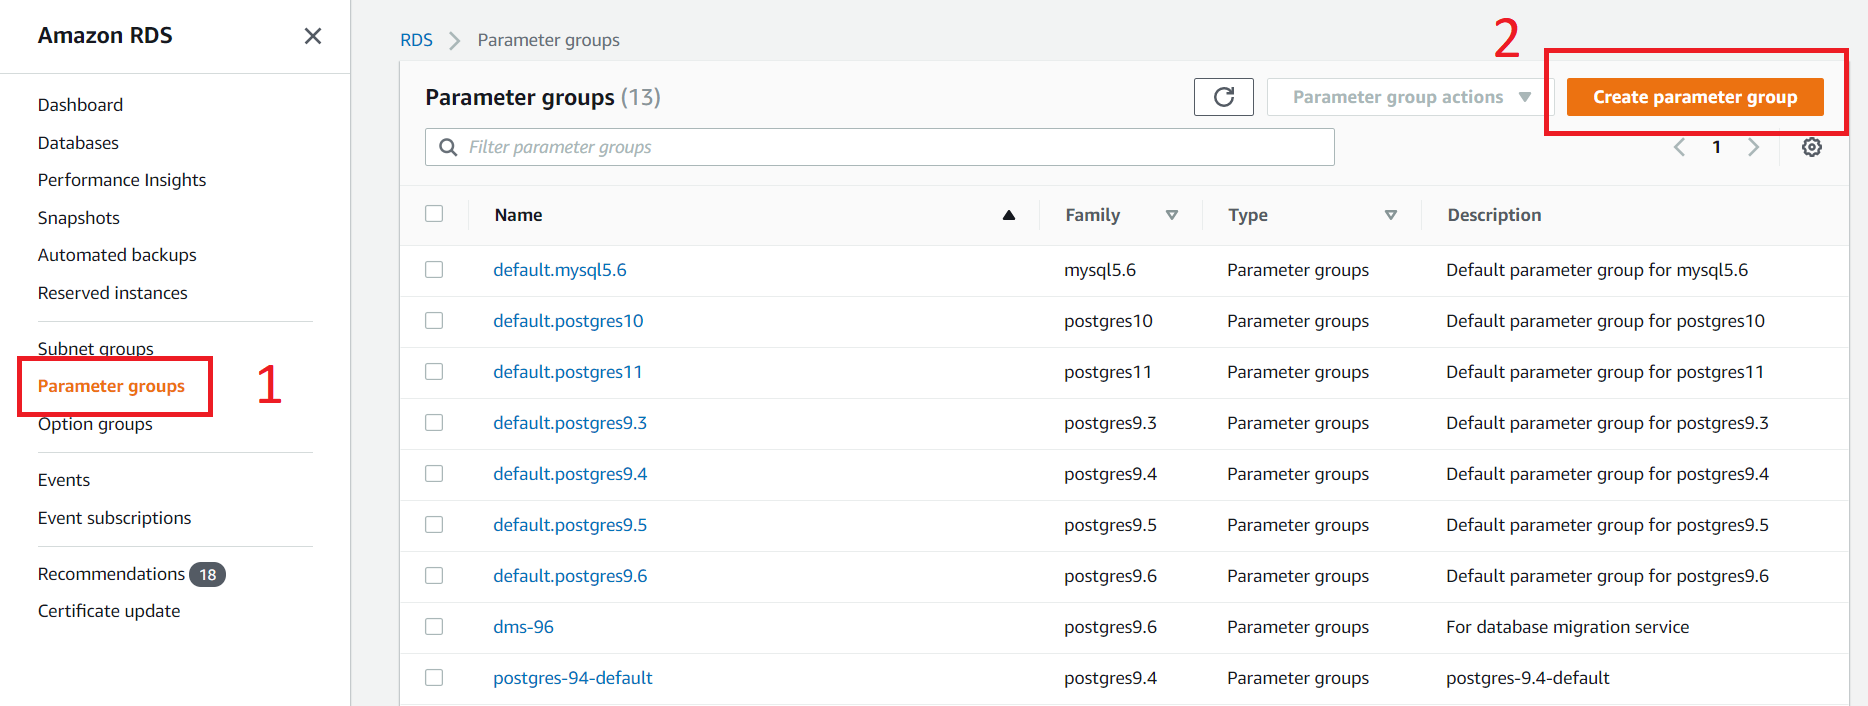 Amazon RDS
Dashboard
Databases
Performance Insights
Snapshots
Automated backups
Reserved instances
Subnet groups
Parameter groups
1
Option groups
Events
Event subscriptions
Recommendations 18
Certificate update
RDS Parameter groups
2
Parameter groups (13)
Parameter group actions
Create parameter group
Filter parameter groups
1
Name Family Type Description
default.mysql5.6 mysql5.6 Parameter groups Default parameter group for mysql5.6
default.postgres10 postgres10 Parameter groups Default parameter group for postgres10
default.postgres11 postgres11 Parameter groups Default parameter group for postgres11
default.postgres9.3 postgres9.3 Parameter groups Default parameter group for postgres9.3
default.postgres9.4 postgres9.4 Parameter groups Default parameter group for postgres9.4
default.postgres9.5 postgres9.5 Parameter groups Default parameter group for postgres9.5
default.postgres9.6 postgres9.6 Parameter groups Default parameter group for postgres9.6
dms-96 postgres9.6 Parameter groups For database migration service
postgres-94-default postgres9.4 Parameter groups postgres-9.4-default